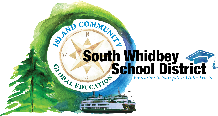 ISLAND COMMUNITY
South Whidbey
School District
GLOBAL EDUCATION